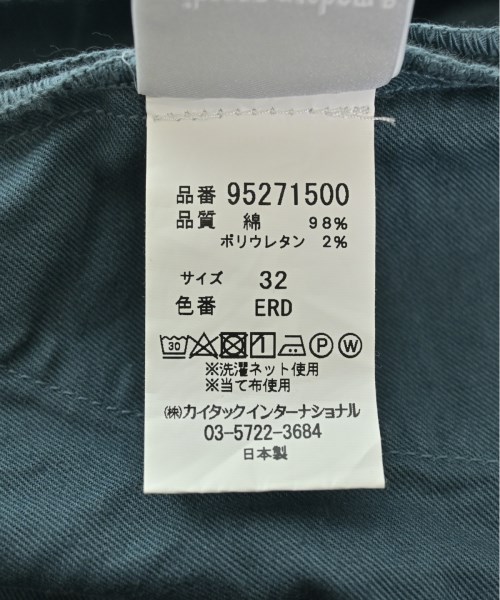 品番 95271500
品質 綿 98%
ポリウレタン 2%
サイズ 32
色番 ERD
30 P W
※洗濯ネット使用
※当て布使用
㈱カイタックインターナショナル
03-5722-3684
日本製